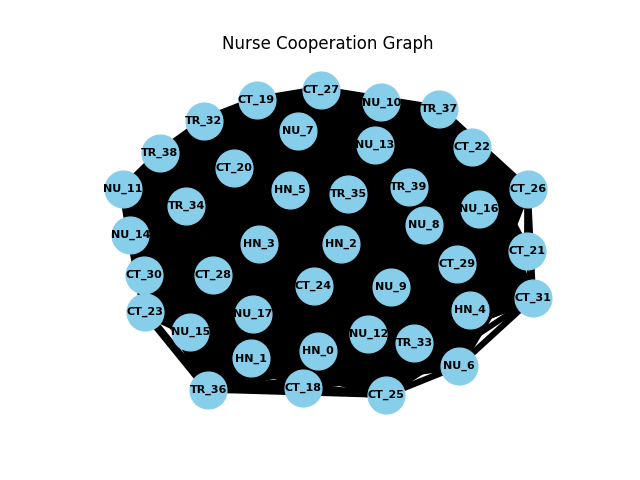 Nurse Cooperation Graph
CT_27
CT_19
NU_10
TR_37
TR_32
NU_7
NU_13
CT_22
TR_38
CT_20
TR_39
NU_11
HN_5
TR_35
CT_26
TR_34
NU_16
NU_8
NU_14
HN_3
HN_2
CT_21
CT_29
CT_30
CT_28
CT_24
NU_9
CT_31
CT_23
NU_17
HN_4
NU_15
NU_12
TR_33
HN_1
HN_0
NU_6
TR_36
CT_18
CT_25